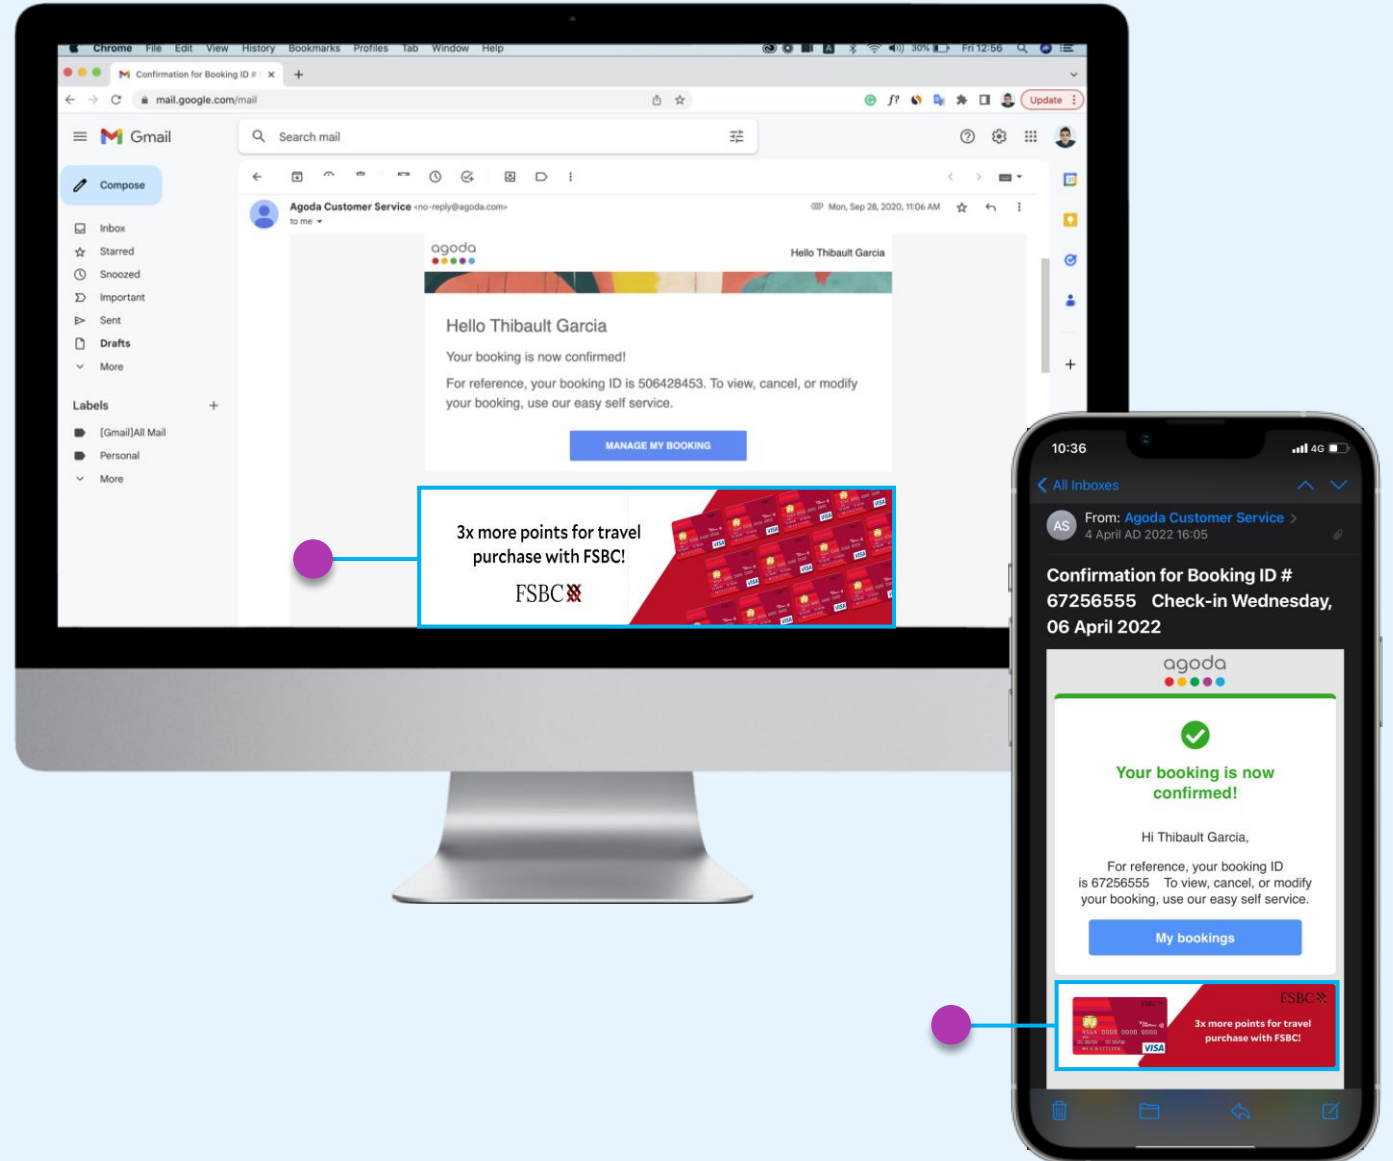 Chrome File Edit View History Bookmarks Profiles Tab Window Help
30% Fri 12:56
Confirmation for Booking ID #
mail.google.com/mail
Update
Gmail
Search mail
Compose
Inbox
Starred
Snoozed
Important
Sent
Drafts
More
Labels
[Gmail]All Mail
Personal
More
Agoda Customer Service <no-reply@agoda.com>
to me
Mon, Sep 28, 2020, 11:06 AM
agoda
Hello Thibault Garcia
Hello Thibault Garcia
Your booking is now confirmed!
For reference, your booking ID is 506428453. To view, cancel, or modify
your booking, use our easy self service.
MANAGE MY BOOKING
3x more points for travel
purchase with FSBC!
FSBC
VISA
10:36
4G
All Inboxes
AS
From: Agoda Customer Service
4 April AD 2022 16:05
Confirmation for Booking ID #
67256555 Check-in Wednesday,
06 April 2022
agoda
Your booking is now
confirmed!
Hi Thibault Garcia,
For reference, your booking ID
is 67256555 To view, cancel, or modify
your booking, use our easy self service.
My bookings
FSBC
3x more points for travel
purchase with FSBC!
VISA